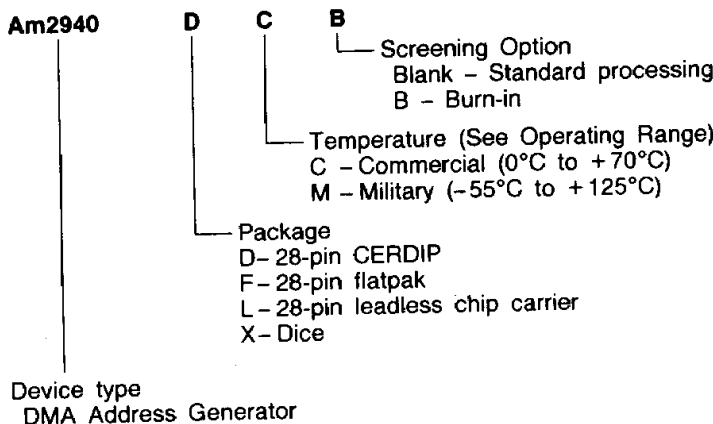 Am2940 D C B
Screening Option
Blank – Standard processing
B – Burn-in
Temperature (See Operating Range)
C – Commercial (0°C to +70°C)
M – Military (–55°C to +125°C)
Package
D– 28-pin CERDIP
F– 28-pin flatpak
L – 28-pin leadless chip carrier
X– Dice
Device type
DMA Address Generator